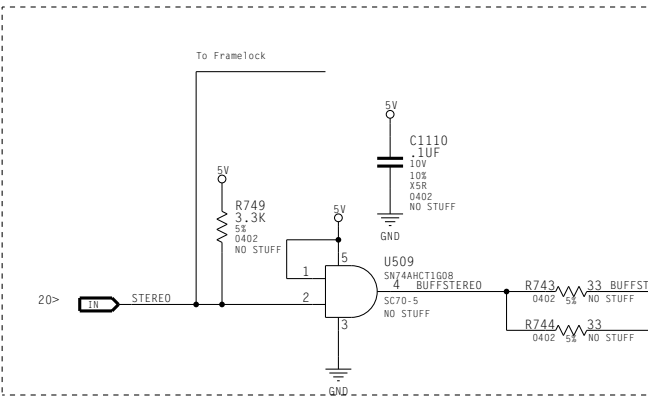 To Framelock
5V
C1110
.1UF
10V
10%
X5R
0402
NO STUFF
GND
5V
R749
3.3K
5%
0402
NO STUFF
5V
5
U509
SN74AHCT1G08
1
4 BUFFSTEREO
2
SC70-5
NO STUFF
3
GND
20> IN STEREO
R743 33 BUFFST
0402 5% NO STUFF
R744 33
0402 5% NO STUFF